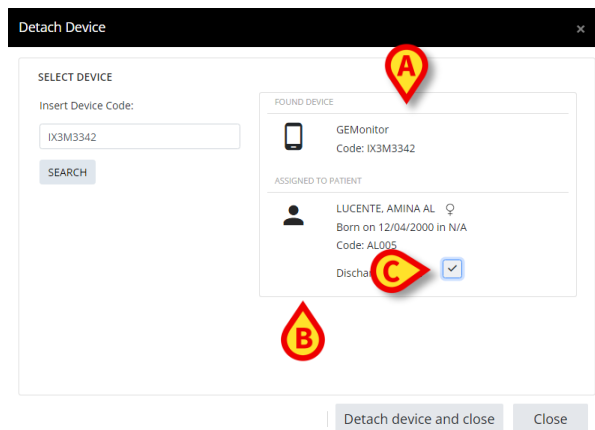 Detach Device
×
SELECT DEVICE
Insert Device Code:
IX3M3342
SEARCH
A
FOUND DEVICE
GEMonitor
Code: IX3M3342
ASSIGNED TO PATIENT
LUCENTE, AMINA AL ♀
Born on 12/04/2000 in N/A
Code: AL005
C
B
Detach device and close
Close